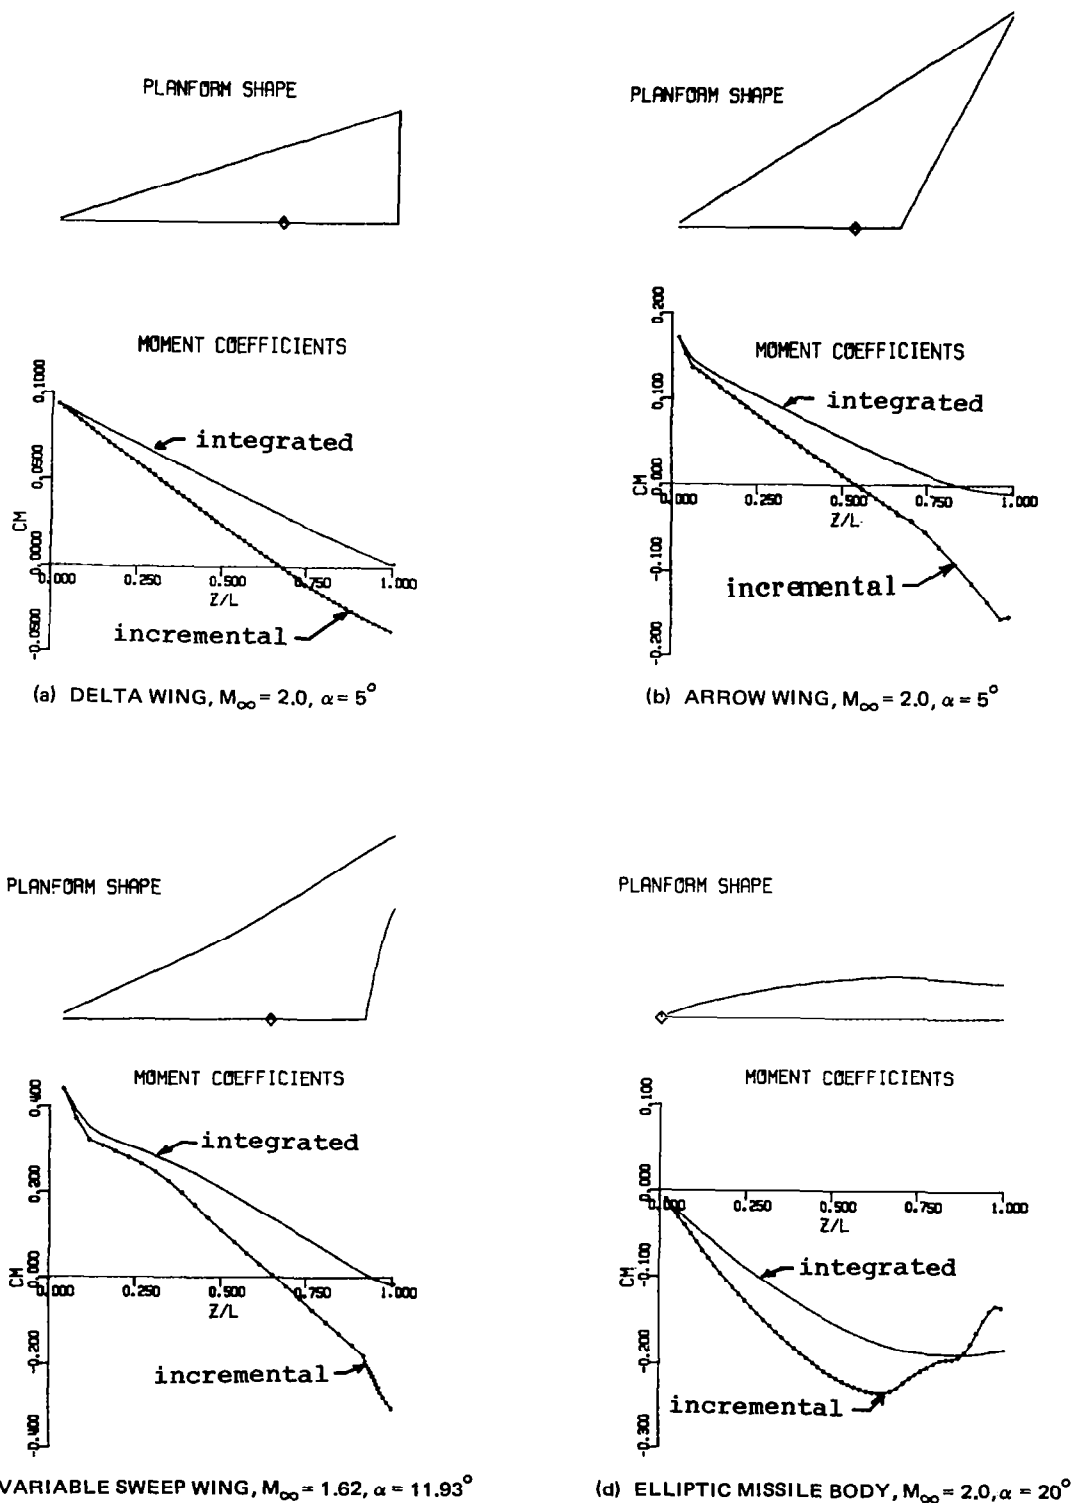 PLANFORM SHAPE
MOMENT COEFFICIENTS
0.1000
0.0500
0.0000
-0.0500
CM
integrated
0.000
0.250
0.500
0.750
1.000
Z/L
incremental
(a) DELTA WING, M∞ = 2.0, α = 5°
PLANFORM SHAPE
MOMENT COEFFICIENTS
0.200
0.100
0.000
-0.100
-0.200
CM
integrated
0.000
0.250
0.500
0.750
1.000
Z/L
incremental
(b) ARROW WING, M∞ = 2.0, α = 5°
PLANFORM SHAPE
MOMENT COEFFICIENTS
0.400
0.200
0.000
-0.200
-0.400
CM
integrated
0.000
0.250
0.500
0.750
1.000
Z/L
incremental
VARIABLE SWEEP WING, M∞ = 1.62, α = 11.93°
PLANFORM SHAPE
MOMENT COEFFICIENTS
0.100
0.000
-0.100
-0.200
-0.300
CM
0.000
0.250
0.500
0.750
1.000
Z/L
integrated
incremental
(d) ELLIPTIC MISSILE BODY, M∞ = 2.0, α = 20°